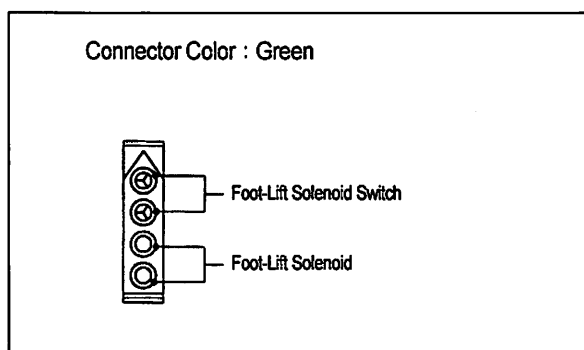 Connector Color : Green
Foot-Lift Solenoid Switch
Foot-Lift Solenoid